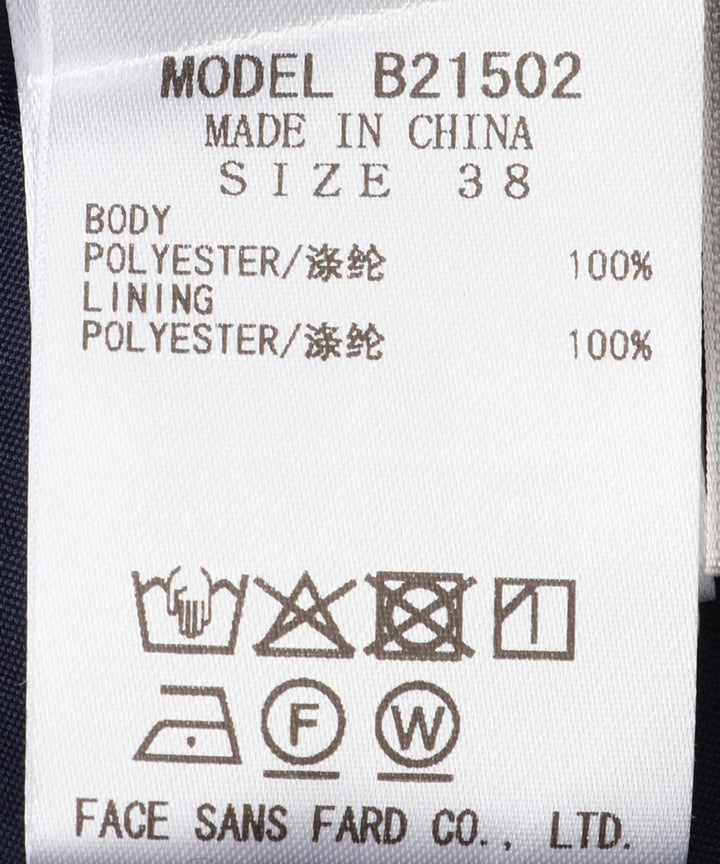 MODEL B21502
MADE IN CHINA
SIZE 38
BODY
POLYESTER/涤纶 100%
LINING
POLYESTER/涤纶 100%
F W
FACE SANS FARD CO., LTD.